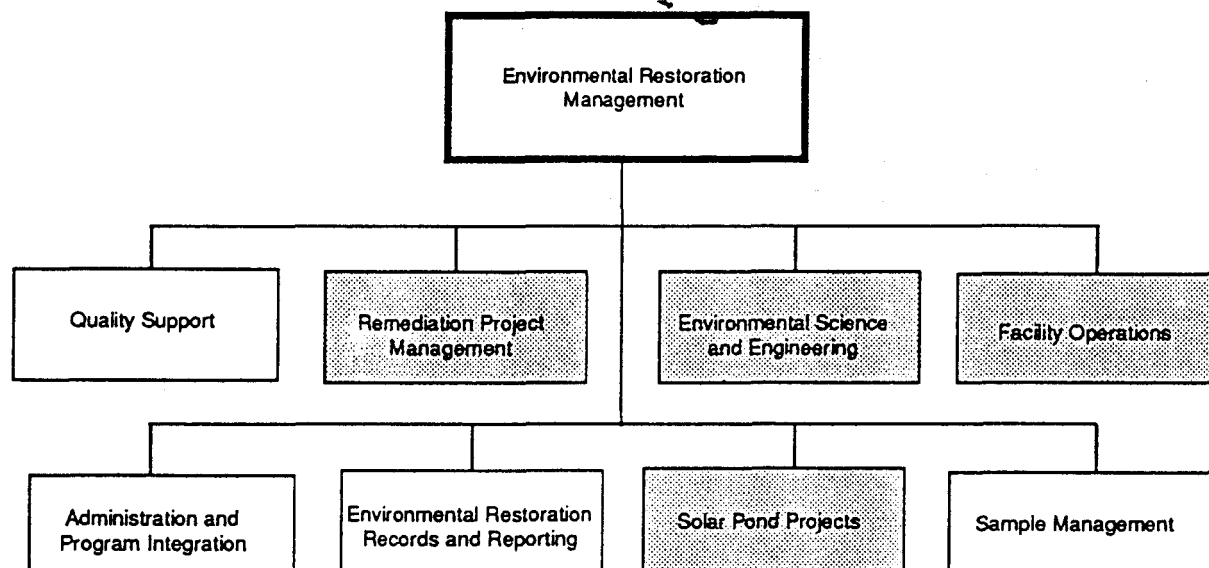 Environmental Restoration
Management
Quality Support
Remediation Project
Management
Environmental Science
and Engineering
Facility Operations
Administration and
Program Integration
Environmental Restoration
Records and Reporting
Solar Pond Projects
Sample Management